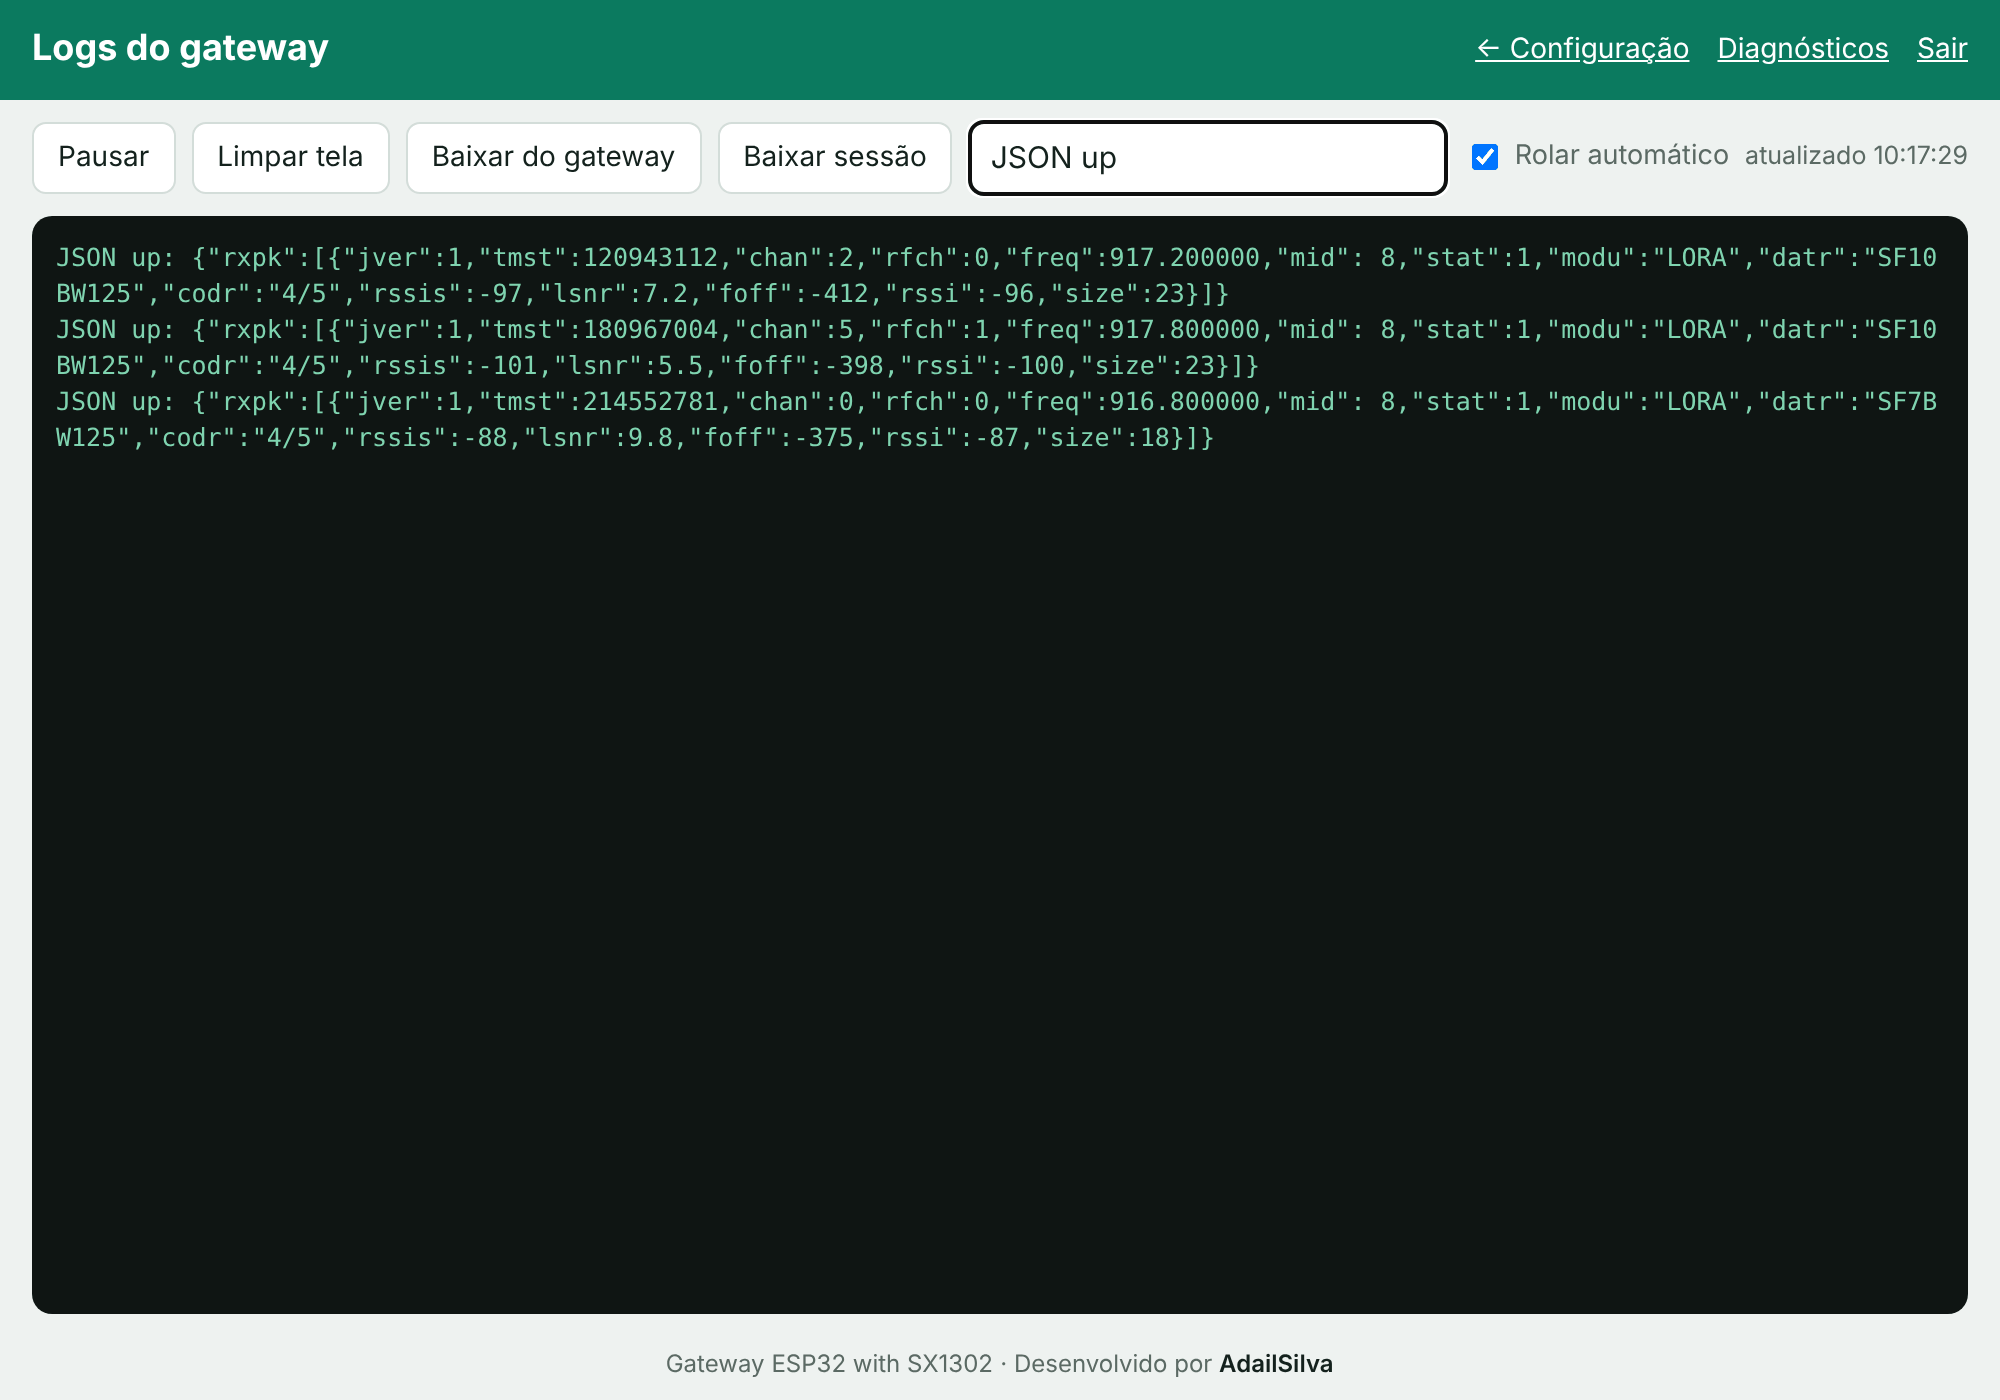 Logs do gateway
← Configuração Diagnósticos Sair
Pausar Limpar tela Baixar do gateway Baixar sessão JSON up Rolar automático atualizado 10:17:29
JSON up: {"rxpk":[{"jver":1,"tmst":120943112,"chan":2,"rfch":0,"freq":917.200000,"mid": 8,"stat":1,"modu":"LORA","datr":"SF10
BW125","codr":"4/5","rssis":-97,"lsnr":7.2,"foff":-412,"rssi":-96,"size":23}]}
JSON up: {"rxpk":[{"jver":1,"tmst":180967004,"chan":5,"rfch":1,"freq":917.800000,"mid": 8,"stat":1,"modu":"LORA","datr":"SF10
BW125","codr":"4/5","rssis":-101,"lsnr":5.5,"foff":-398,"rssi":-100,"size":23}]}
JSON up: {"rxpk":[{"jver":1,"tmst":214552781,"chan":0,"rfch":0,"freq":916.800000,"mid": 8,"stat":1,"modu":"LORA","datr":"SF7B
W125","codr":"4/5","rssis":-88,"lsnr":9.8,"foff":-375,"rssi":-87,"size":18}]}
Gateway ESP32 with SX1302 · Desenvolvido por AdailSilva